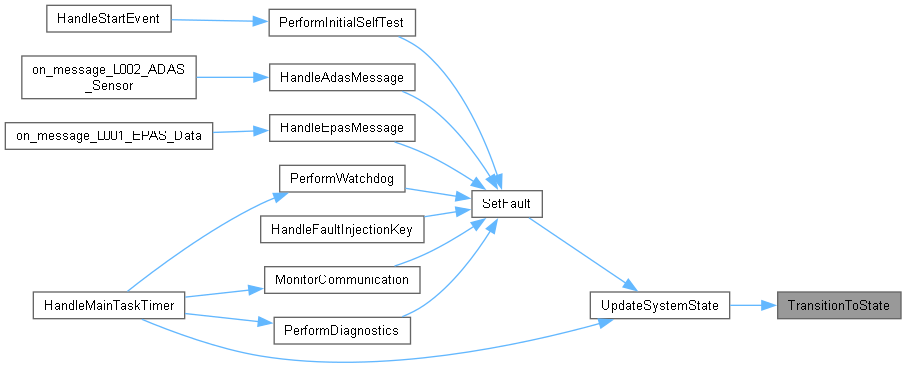 HandleStartEvent
PerformInitialSelfTest
on_message_L002_ADAS
_Sensor
HandleAdasMessage
on_message_L001_EPAS_Data
HandleEpasMessage
PerformWatchdog
SetFault
HandleFaultInjectionKey
MonitorCommunication
HandleMainTaskTimer
UpdateSystemState
TransitionToState
PerformDiagnostics